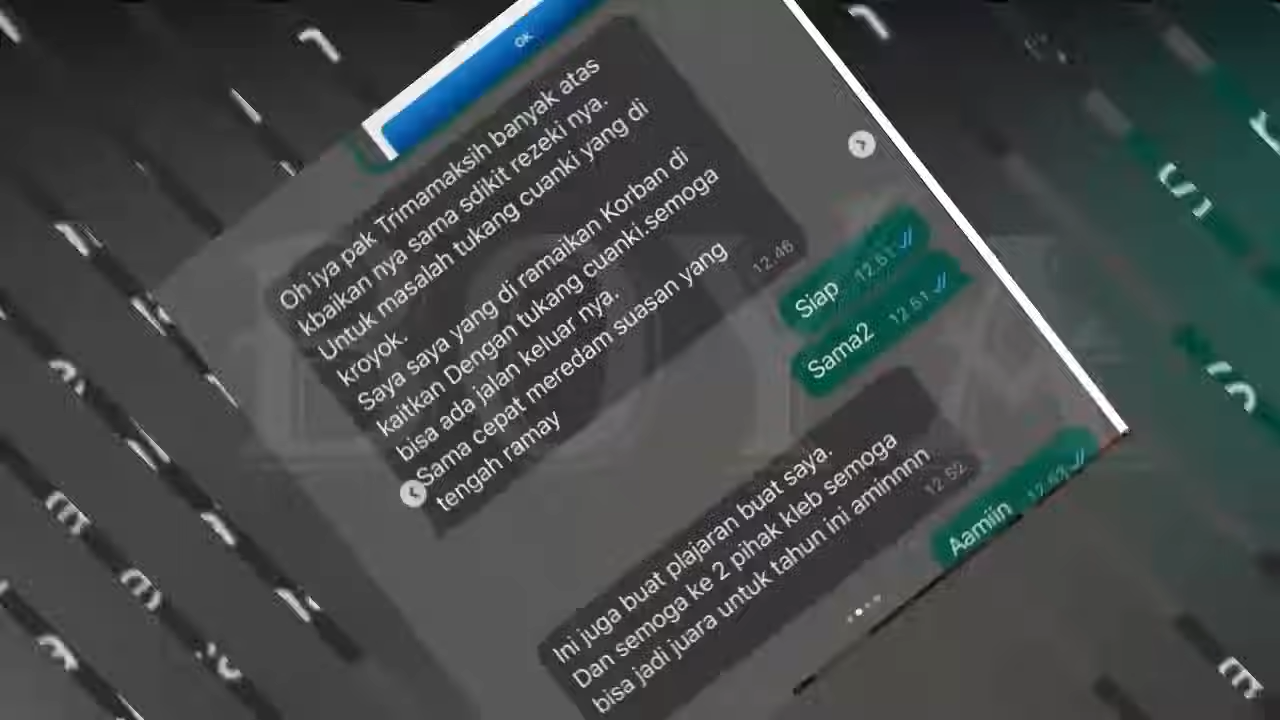 OK
Oh iya pak Trimamaksih banyak atas
kbaikan nya sama sdikit rezeki nya.
Untuk masalah tukang cuanki yang di
kroyok.
Saya saya yang di ramaikan Korban di
kaitkan Dengan tukang cuanki.semoga
bisa ada jalan keluar nya.
Sama cepat meredam suasan yang
tengah ramay
12.46
Siap 12.51
Sama2 12.51
Ini juga buat plajaran buat saya.
Dan semoga ke 2 pihak kleb semoga
bisa jadi juara untuk tahun ini aminnnn
12.52
Aamiin